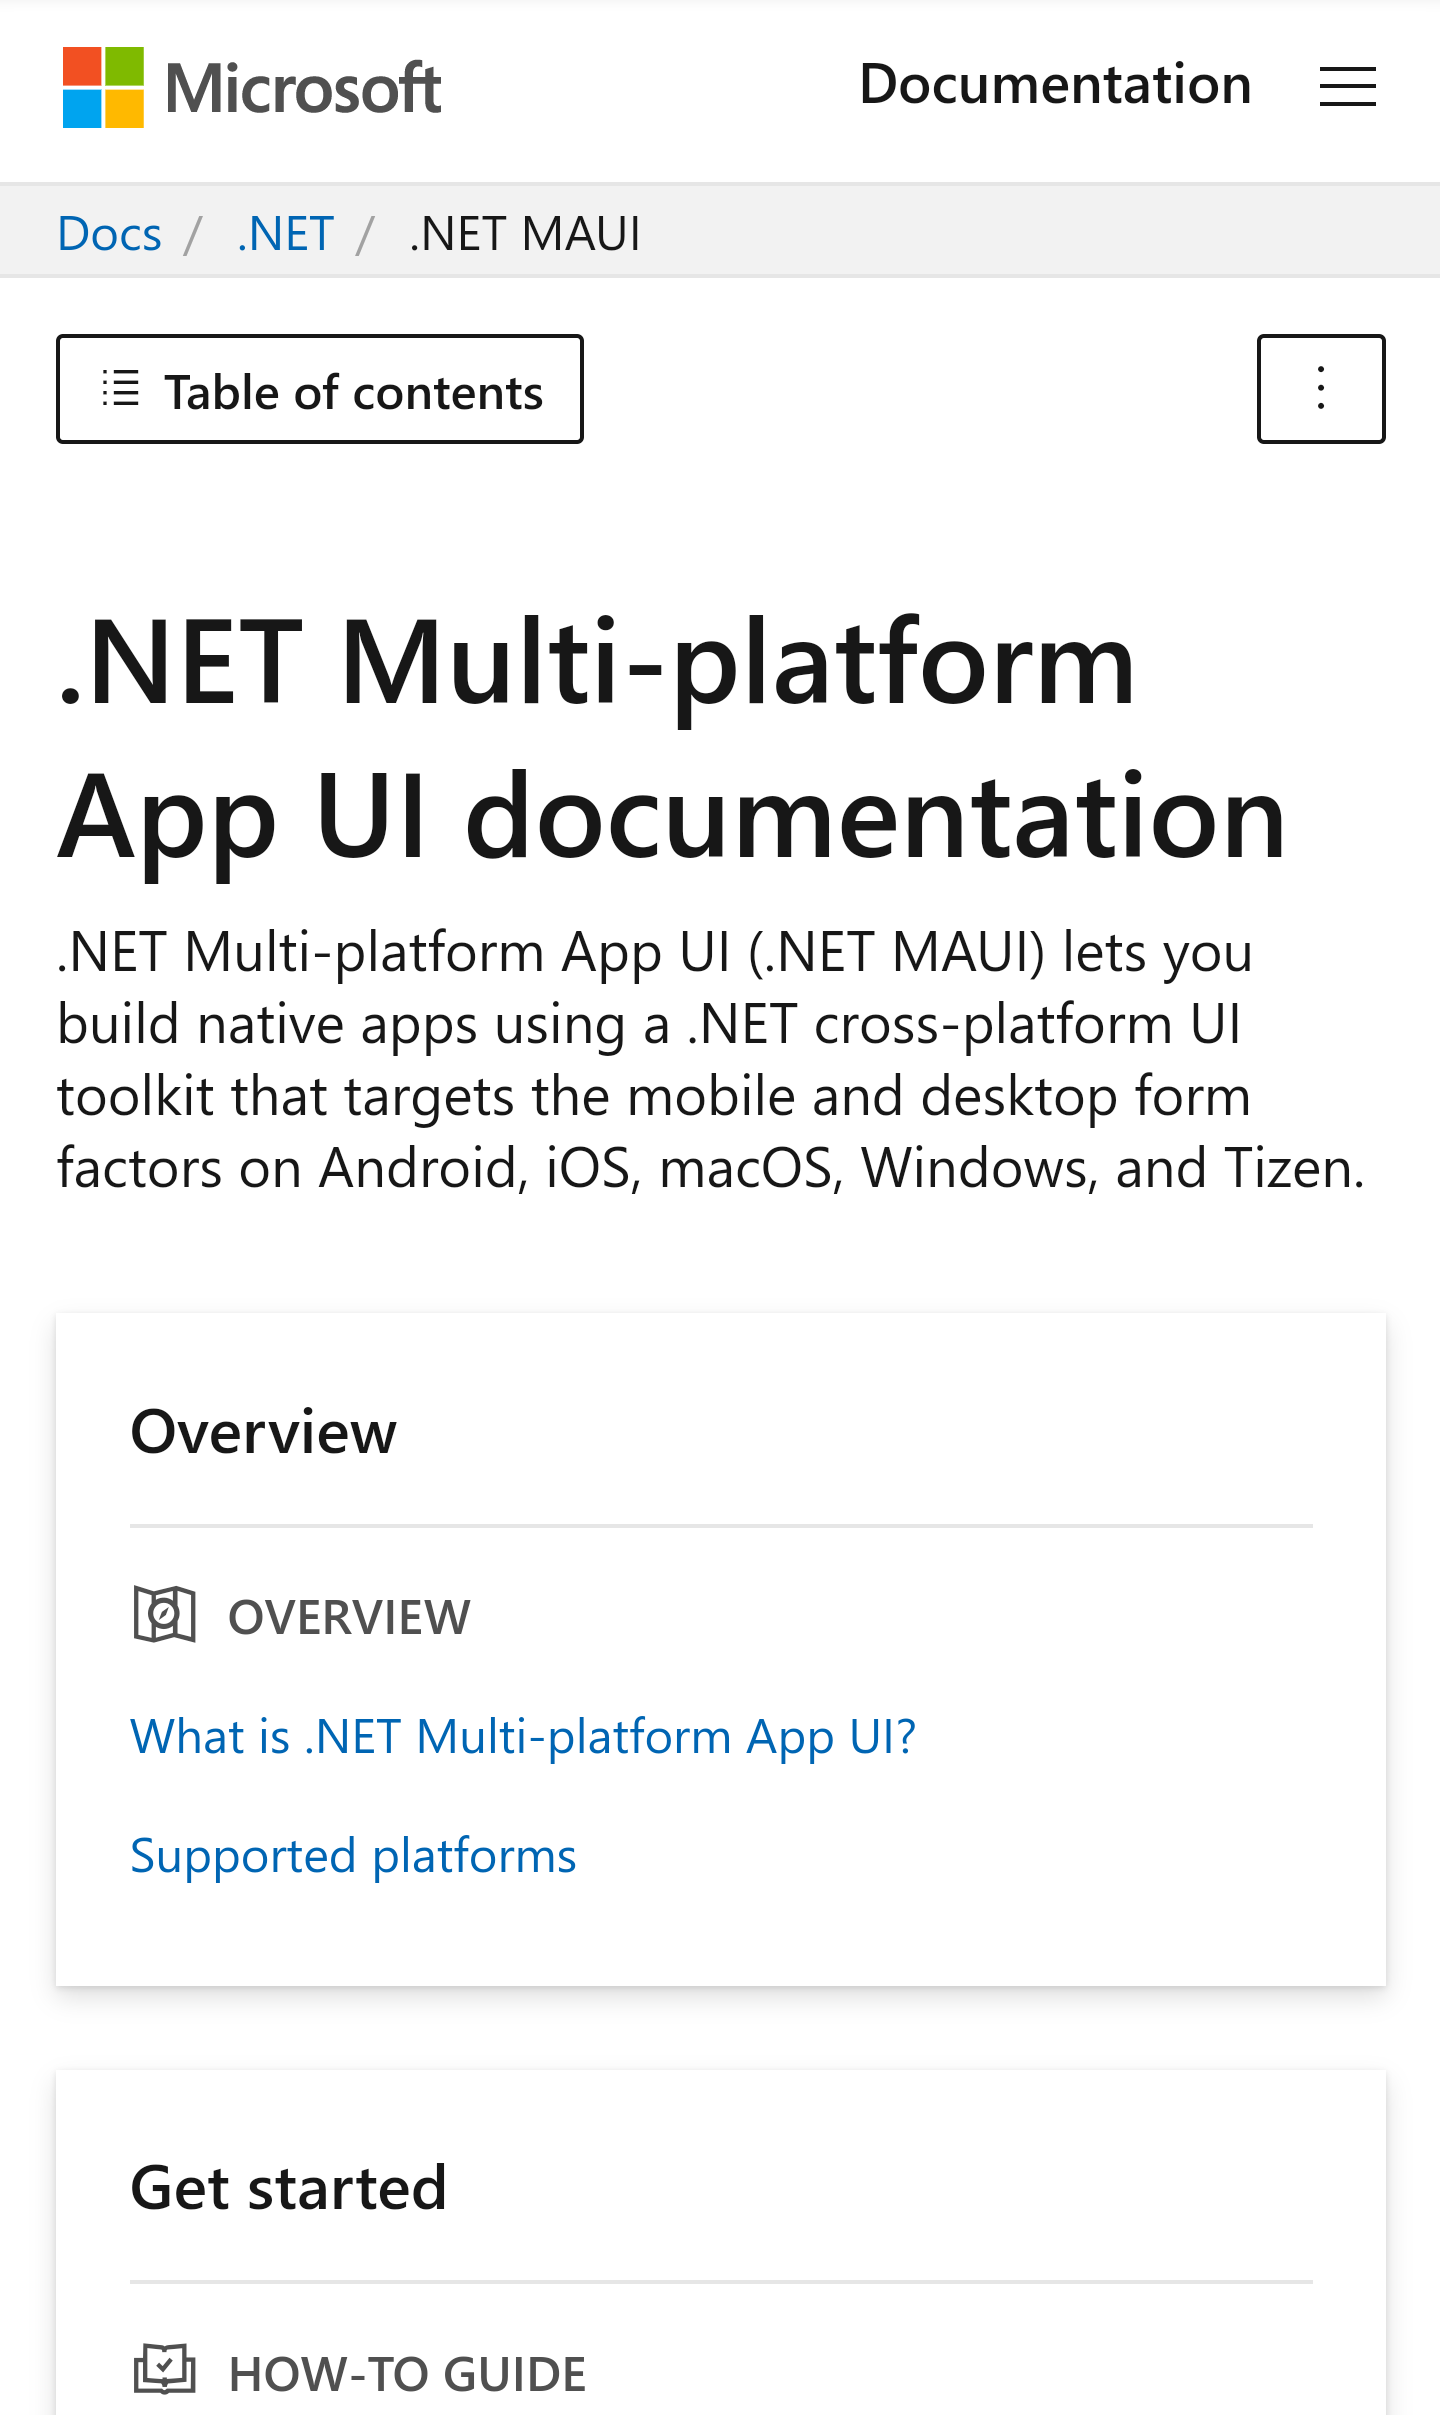 Microsoft
Documentation
Docs / .NET / .NET MAUI
Table of contents
.NET Multi-platform
App UI documentation
.NET Multi-platform App UI (.NET MAUI) lets you
build native apps using a .NET cross-platform UI
toolkit that targets the mobile and desktop form
factors on Android, iOS, macOS, Windows, and Tizen.
Overview
OVERVIEW
What is .NET Multi-platform App UI?
Supported platforms
Get started
HOW-TO GUIDE